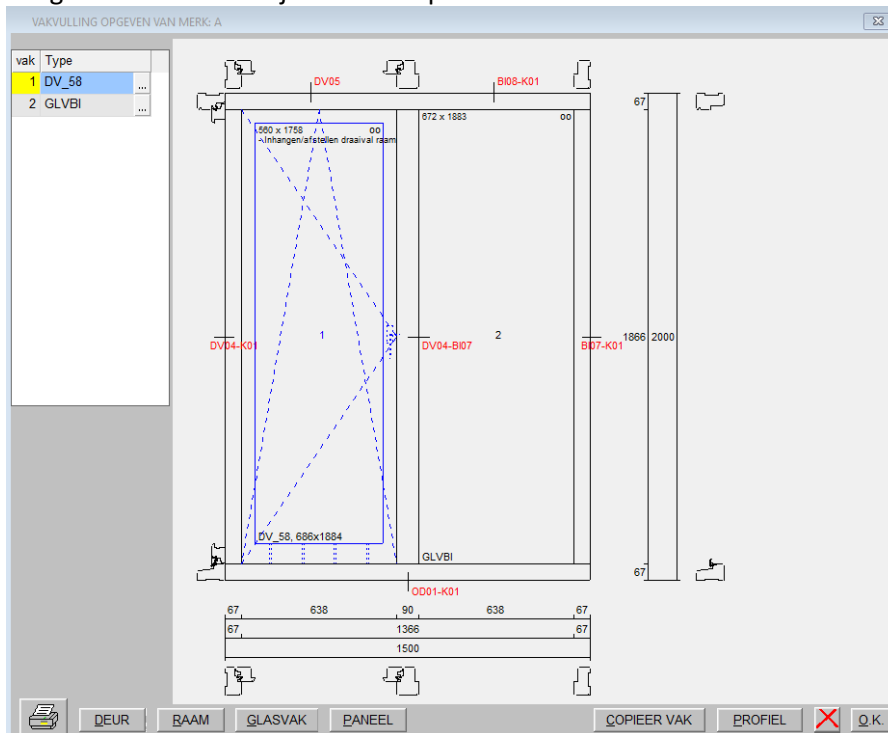 VAKVULLING OPGEVEN VAN MERK: A
vak Type
1 DV_58 ...
2 GLVBI ...
DV05
BI08-K01
67
560 x 1758 oo
- Inhangen/afstellen draaival raam
672 x 1883 oo
1
2
DV04-K01
DV04-BI07
BI07-K01
1866 2000
DV_58, 686x1884
GLVBI
67
OD01-K01
67 638 90 638 67
67 1366 67
1500
DEUR RAAM GLASVAK PANEEL COPIEER VAK PROFIEL O.K.